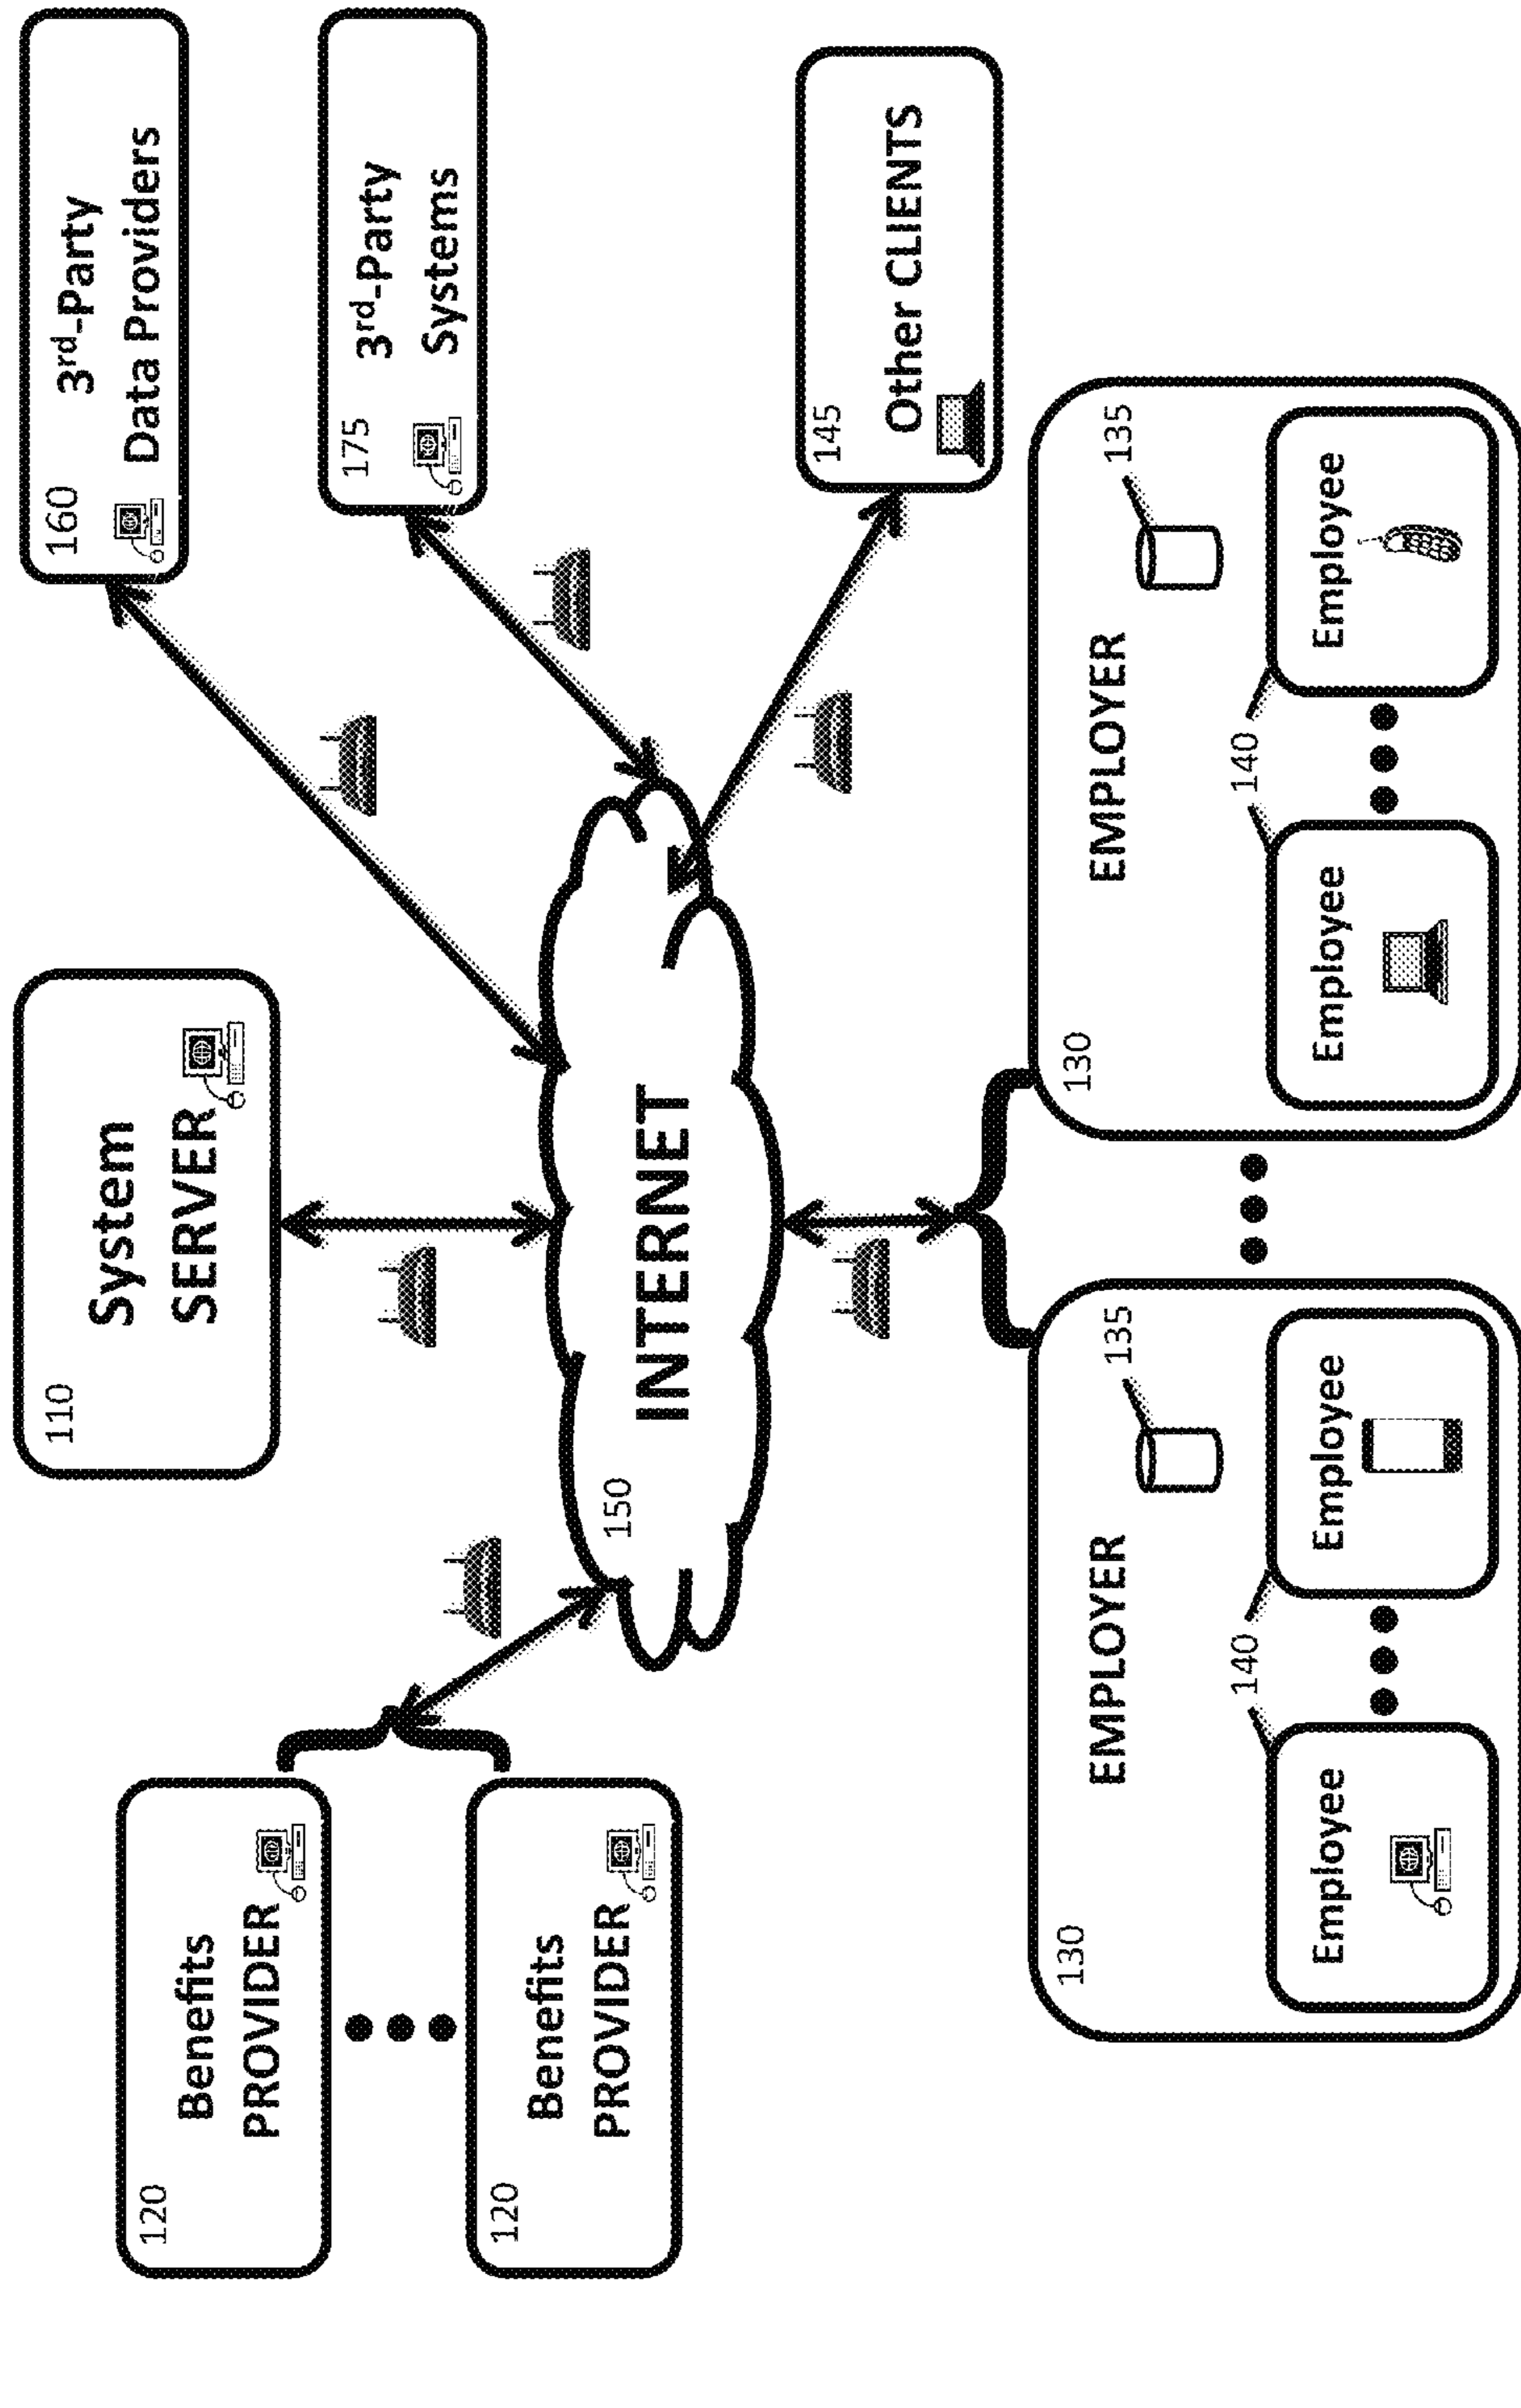 110
System
SERVER
160
3rd-Party
Data Providers
120
Benefits
PROVIDER
175
3rd-Party
Systems
120
Benefits
PROVIDER
150
INTERNET
145
Other CLIENTS
130
EMPLOYER
135
140
Employee
Employee
130
EMPLOYER
135
140
Employee
Employee